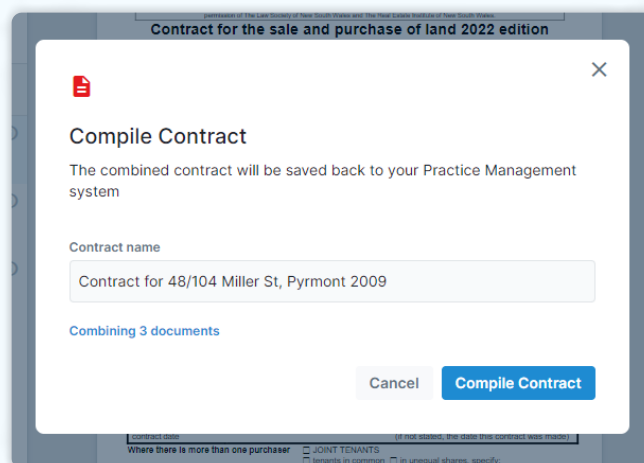 permission of The Law Society of New South Wales and The Real Estate Institute of New South Wales.
Contract for the sale and purchase of land 2022 edition
Compile Contract
The combined contract will be saved back to your Practice Management
system
Contract name
Contract for 48/104 Miller St, Pyrmont 2009
Combining 3 documents
Cancel Compile Contract
contract date (if not stated, the date this contract was made)
Where there is more than one purchaser JOINT TENANTS
tenants in common in unequal shares, specify: